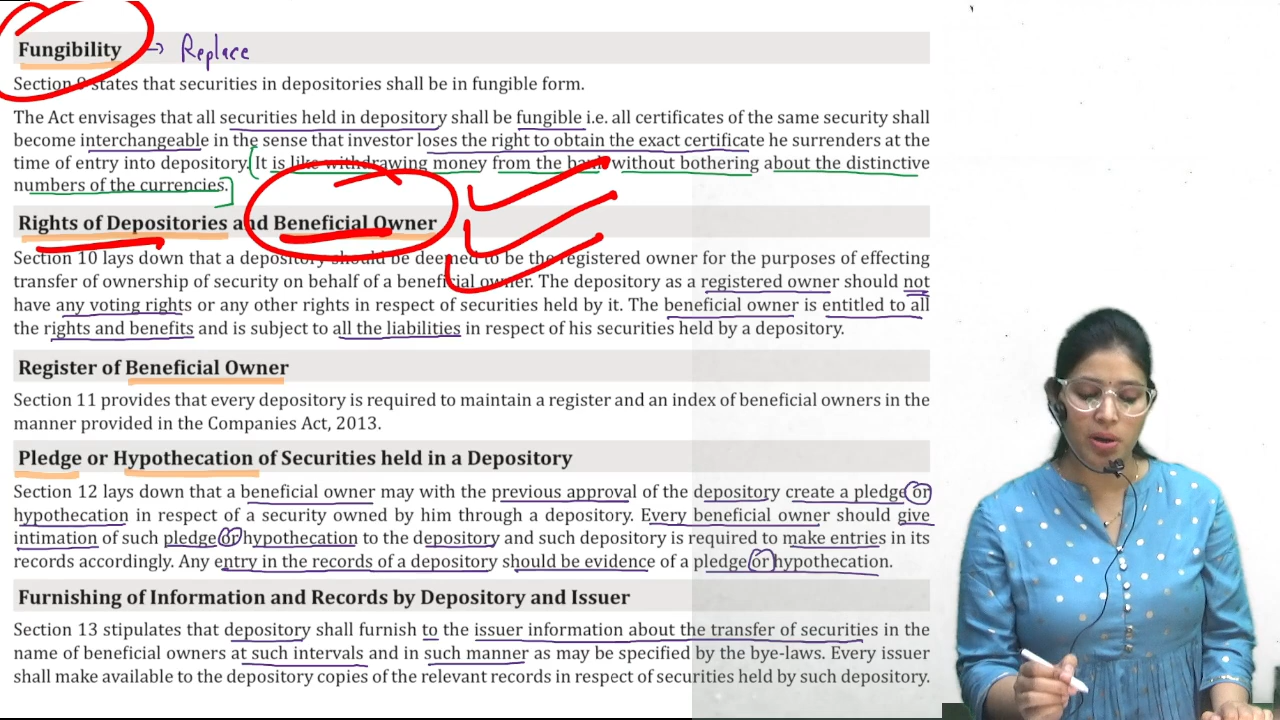 Fungibility → Replace
Section 9 states that securities in depositories shall be in fungible form.
The Act envisages that all securities held in depository shall be fungible i.e. all certificates of the same security shall
become interchangeable in the sense that investor loses the right to obtain the exact certificate he surrenders at the
time of entry into depository. It is like withdrawing money from the bank without bothering about the distinctive
numbers of the currencies.
Rights of Depositories and Beneficial Owner
Section 10 lays down that a depository should be deemed to be the registered owner for the purposes of effecting
transfer of ownership of security on behalf of a beneficial owner. The depository as a registered owner should not
have any voting rights or any other rights in respect of securities held by it. The beneficial owner is entitled to all
the rights and benefits and is subject to all the liabilities in respect of his securities held by a depository.
Register of Beneficial Owner
Section 11 provides that every depository is required to maintain a register and an index of beneficial owners in the
manner provided in the Companies Act, 2013.
Pledge or Hypothecation of Securities held in a Depository
Section 12 lays down that a beneficial owner may with the previous approval of the depository create a pledge or
hypothecation in respect of a security owned by him through a depository. Every beneficial owner should give
intimation of such pledge or hypothecation to the depository and such depository is required to make entries in its
records accordingly. Any entry in the records of a depository should be evidence of a pledge or hypothecation.
Furnishing of Information and Records by Depository and Issuer
Section 13 stipulates that depository shall furnish to the issuer information about the transfer of securities in the
name of beneficial owners at such intervals and in such manner as may be specified by the bye-laws. Every issuer
shall make available to the depository copies of the relevant records in respect of securities held by such depository.